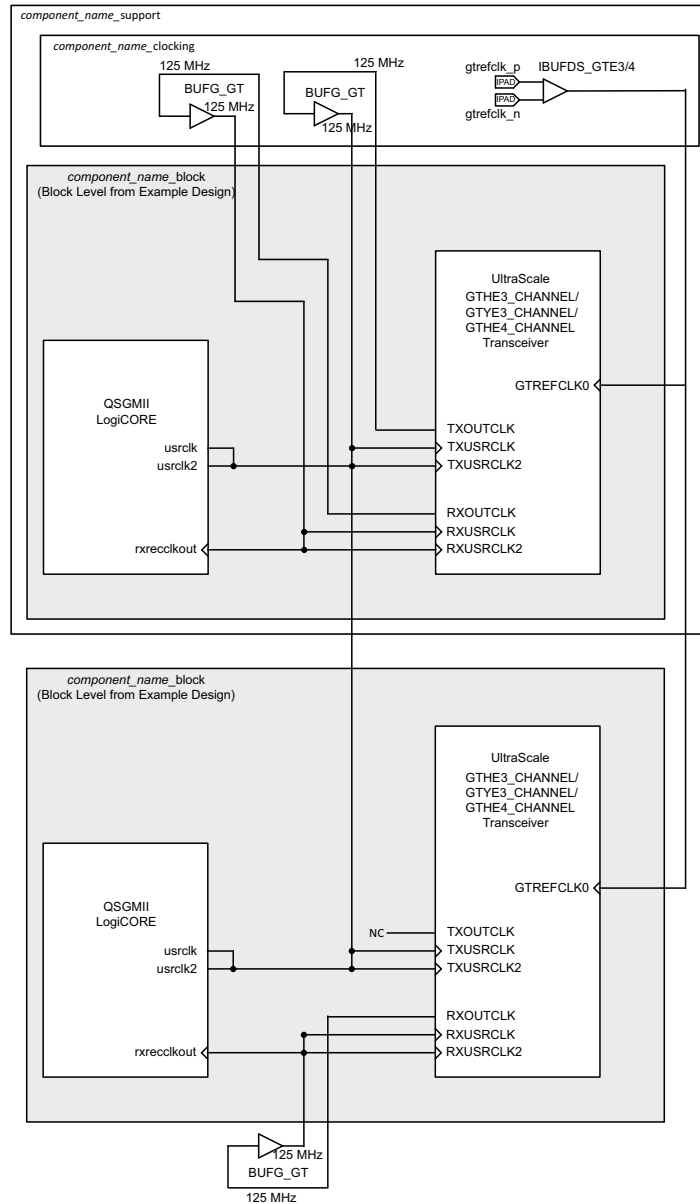 component_name_support
component_name_clocking
125 MHz
BUFG_GT
125 MHz
125 MHz
BUFG_GT
125 MHz
gtrefclk_p
IPAD
IPAD
gtrefclk_n
IBUFDS_GTE3/4
component_name_block
(Block Level from Example Design)
UltraScale
GTHE3_CHANNEL/
GTYE3_CHANNEL/
GTHE4_CHANNEL
Transceiver
GTREFCLK0
QSGMII
LogiCORE
usrclk
usrclk2
rxrecclkout
TXOUTCLK
TXUSRCLK
TXUSRCLK2
RXOUTCLK
RXUSRCLK
RXUSRCLK2
component_name_block
(Block Level from Example Design)
UltraScale
GTHE3_CHANNEL/
GTYE3_CHANNEL/
GTHE4_CHANNEL
Transceiver
GTREFCLK0
QSGMII
LogiCORE
usrclk
usrclk2
rxrecclkout
NC
TXOUTCLK
TXUSRCLK
TXUSRCLK2
RXOUTCLK
RXUSRCLK
RXUSRCLK2
125 MHz
BUFG_GT
125 MHz